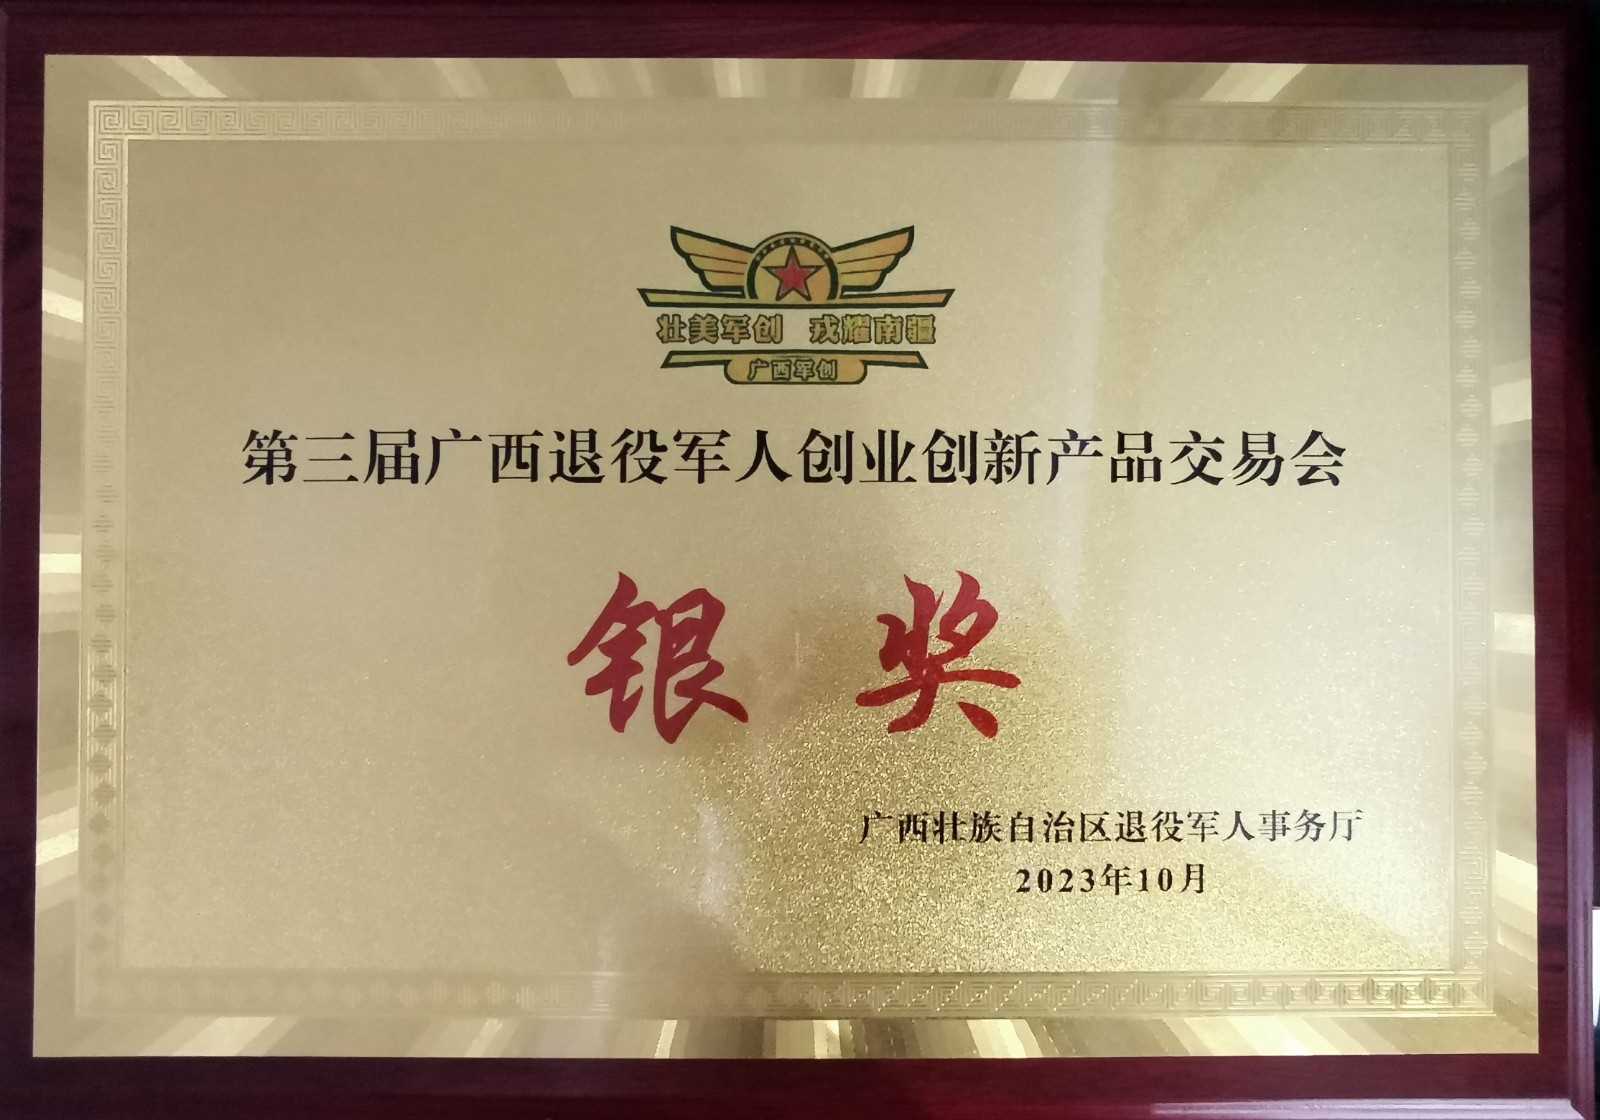 壮美军创 戎耀南疆
广西军创
第三届广西退役军人创业创新产品交易会
银奖
广西壮族自治区退役军人事务厅
2023年10月